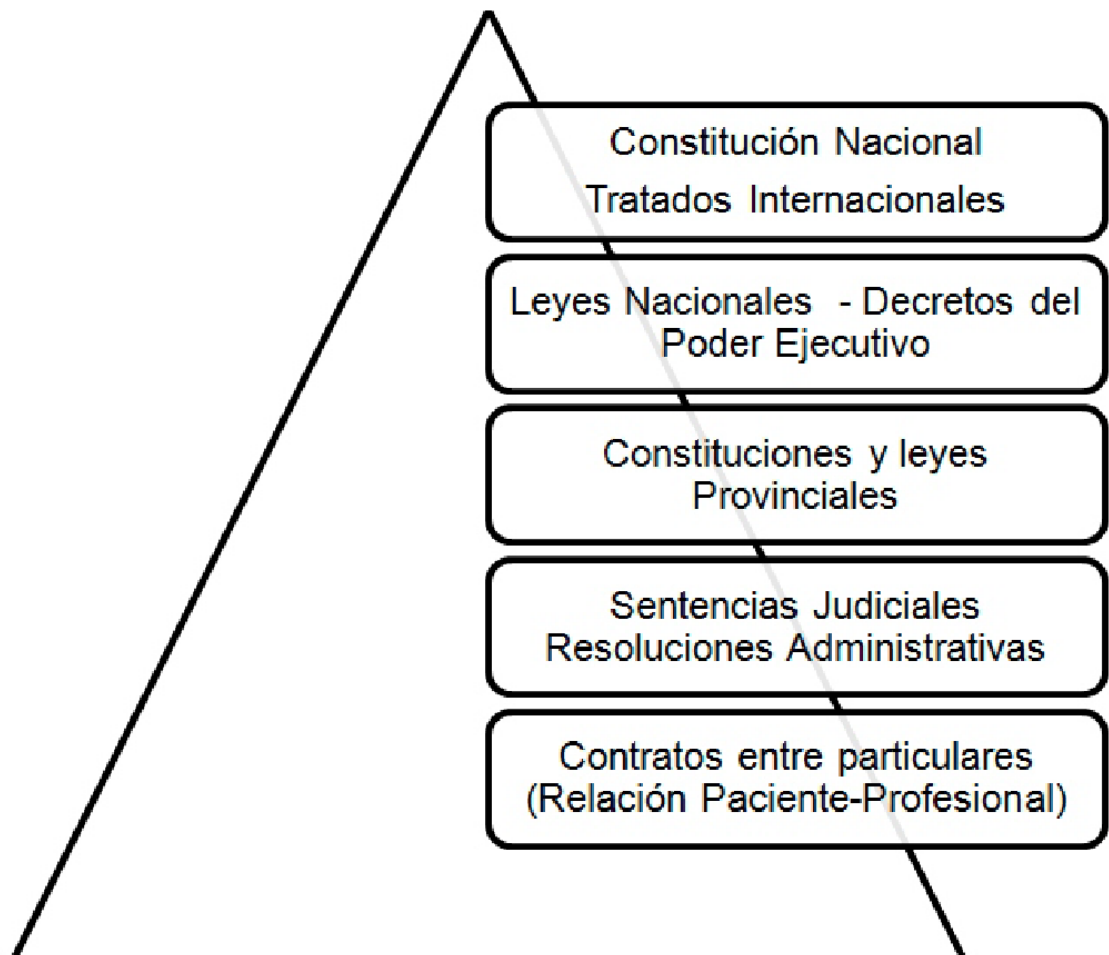 Constitución Nacional
Tratados Internacionales
Leyes Nacionales - Decretos del
Poder Ejecutivo
Constituciones y leyes
Provinciales
Sentencias Judiciales
Resoluciones Administrativas
Contratos entre particulares
(Relación Paciente-Profesional)